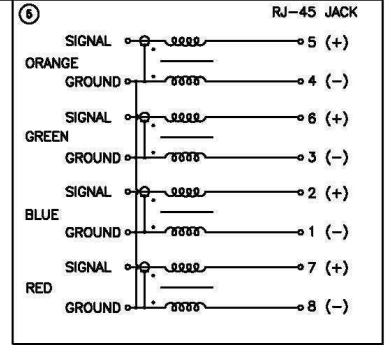 5 RJ-45 JACK
SIGNAL 5 (+)
ORANGE
GROUND 4 (-)
SIGNAL 6 (+)
GREEN
GROUND 3 (-)
SIGNAL 2 (+)
BLUE
GROUND 1 (-)
SIGNAL 7 (+)
RED
GROUND 8 (-)